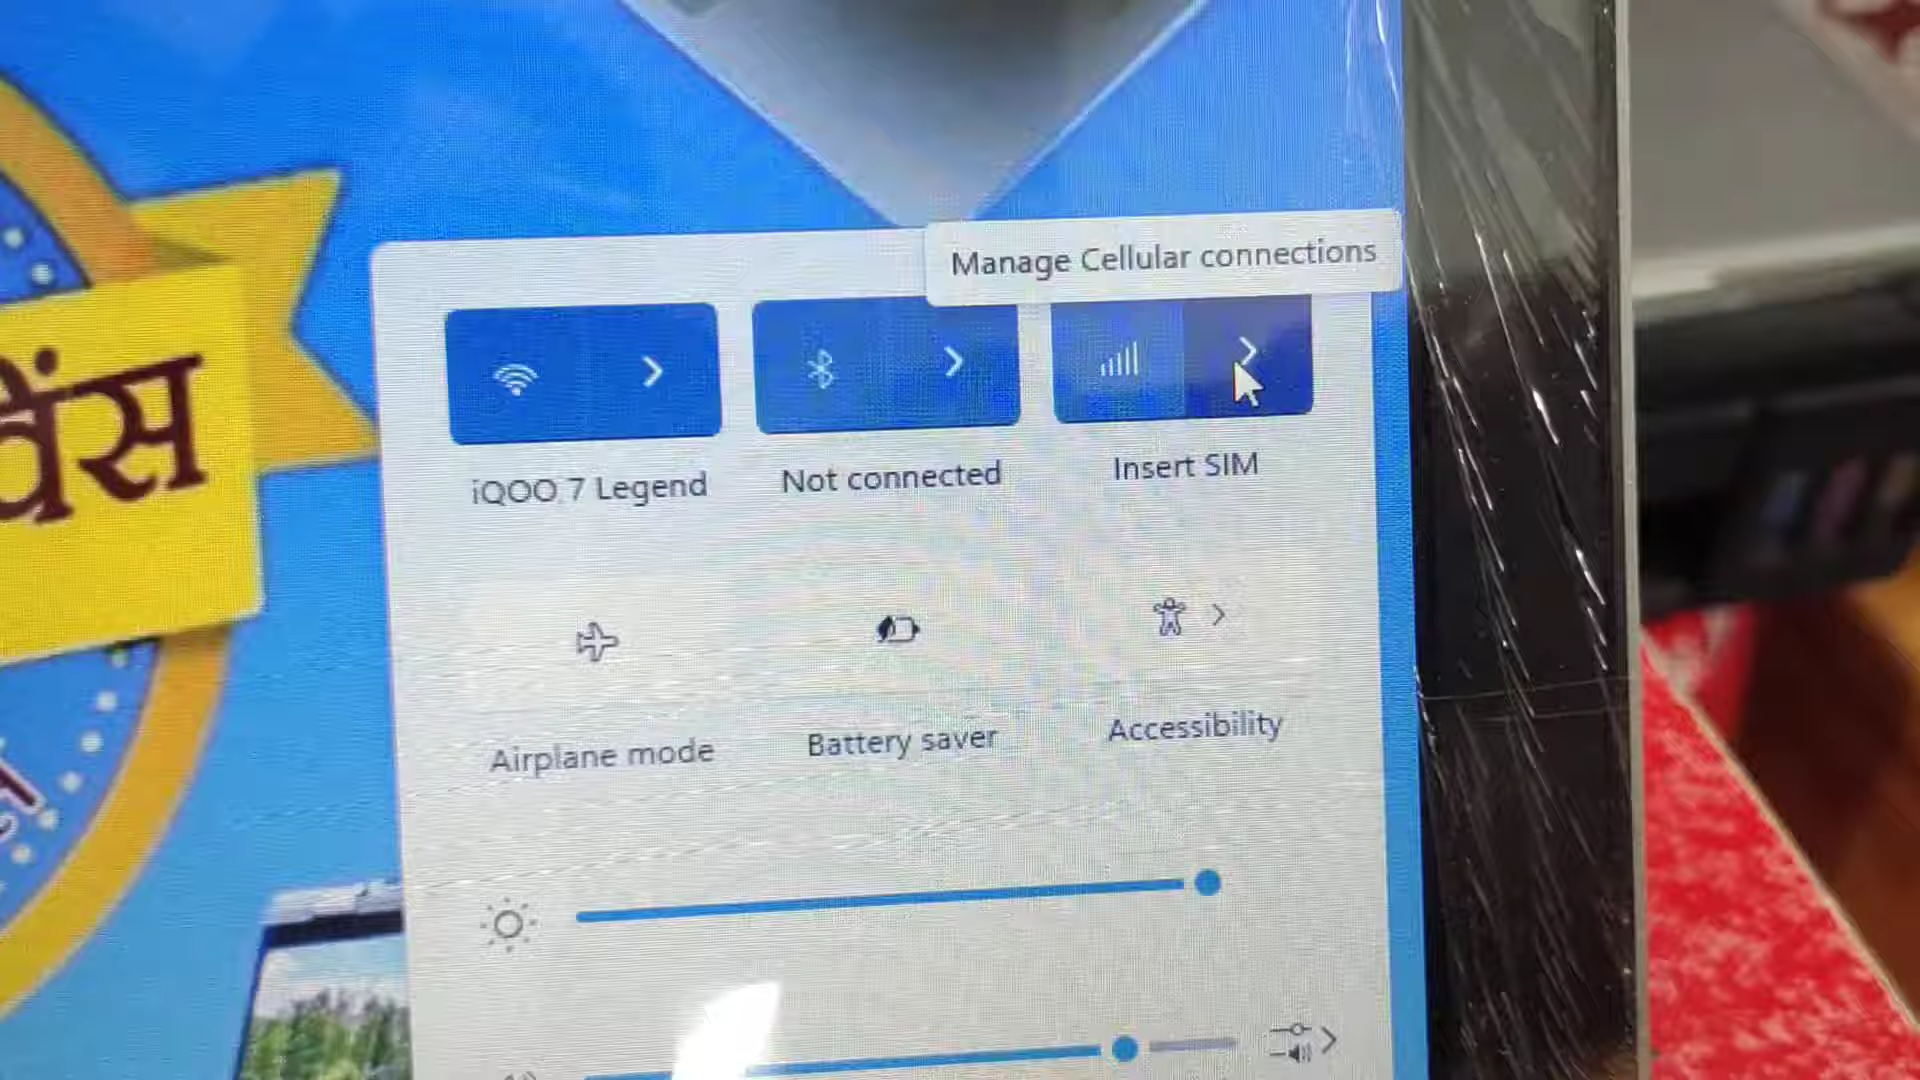 Manage Cellular connections
iQOO 7 Legend
Not connected
Insert SIM
Airplane mode
Battery saver
Accessibility